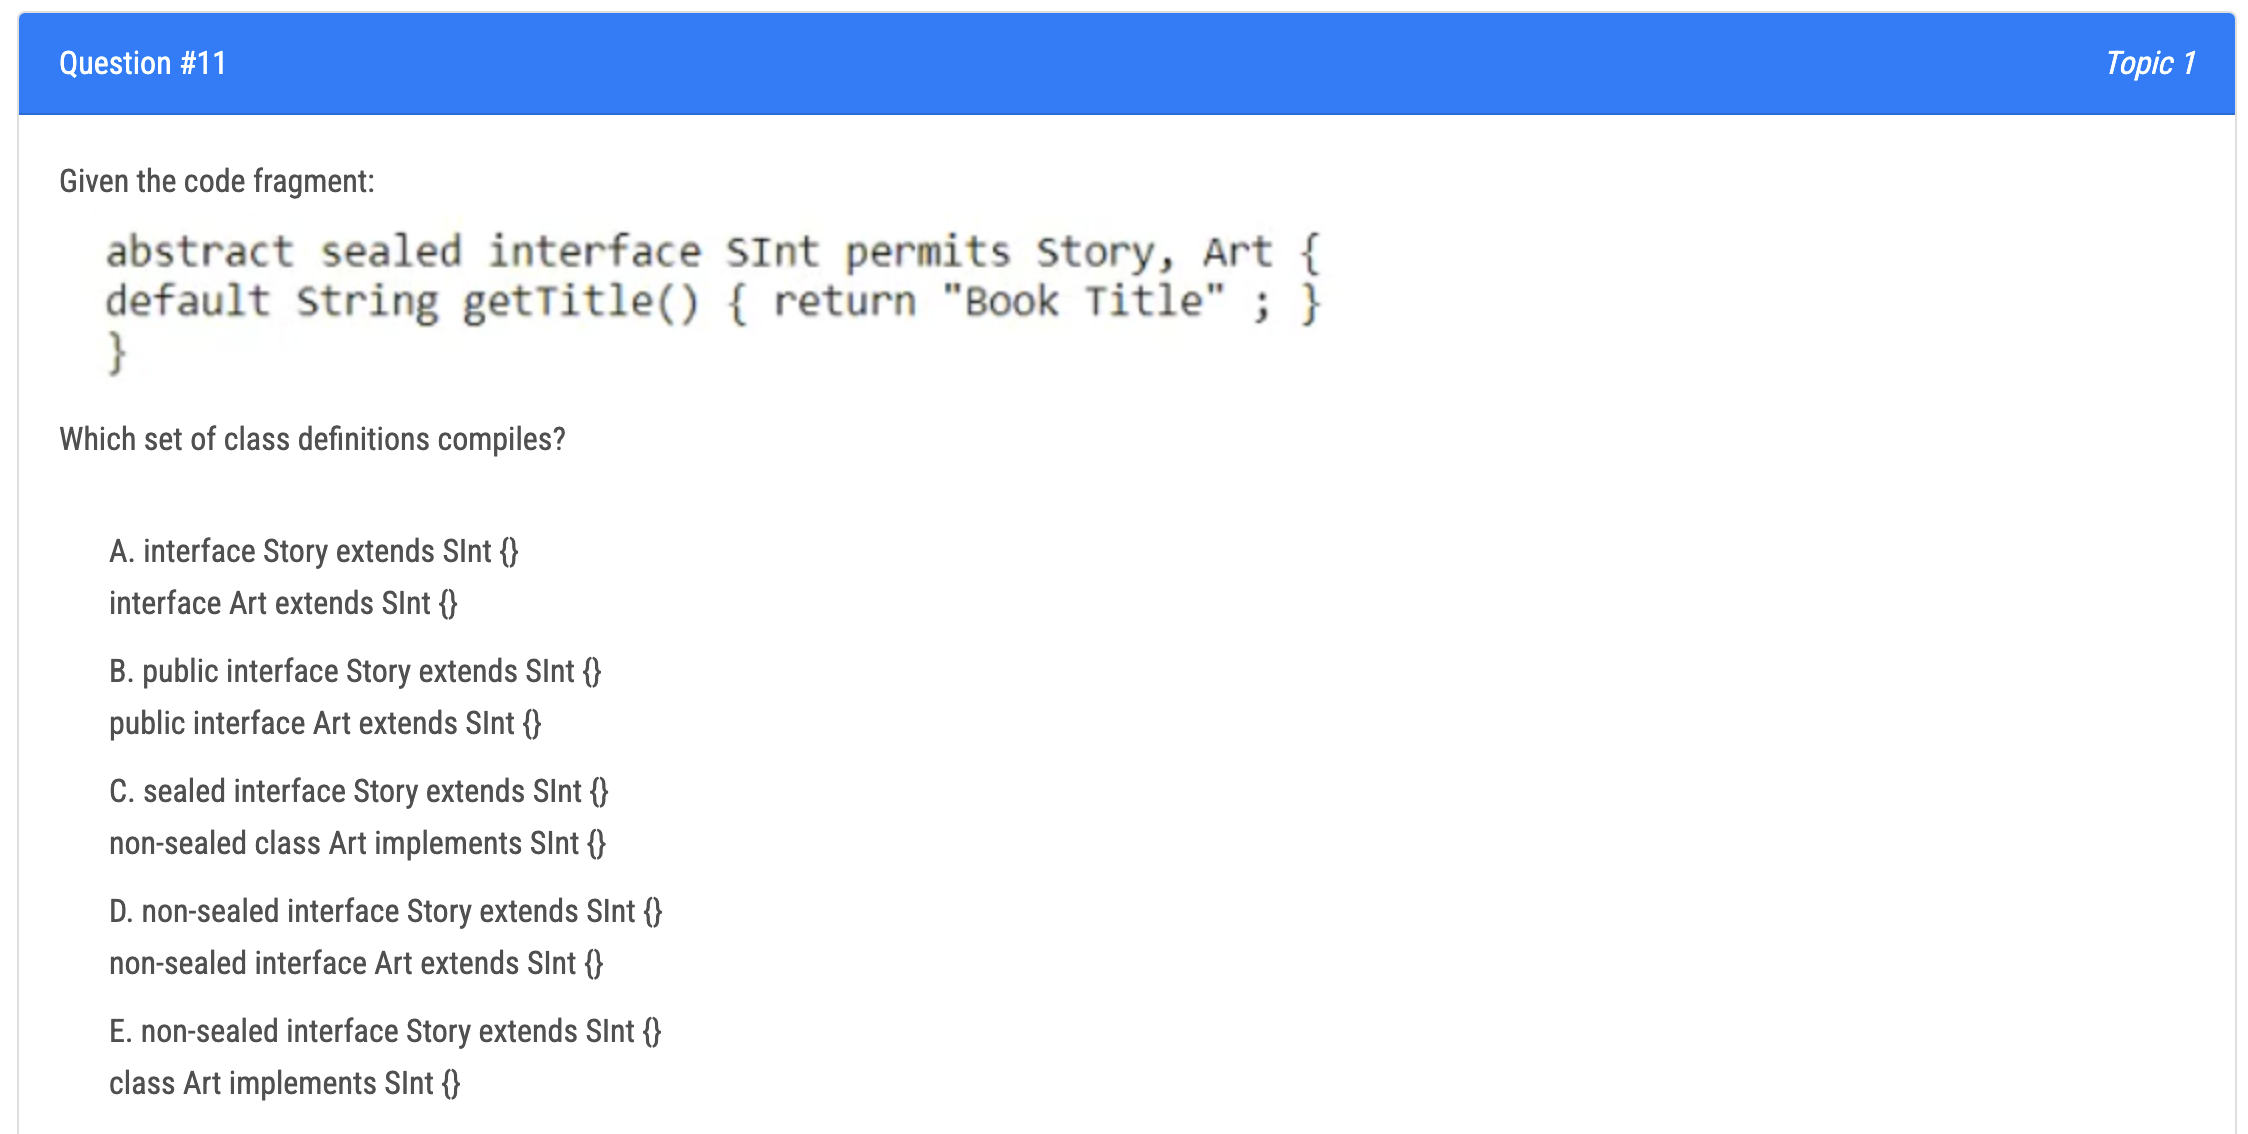 Question #11
Topic 1
Given the code fragment:
abstract sealed interface SInt permits Story, Art {
default String getTitle() { return "Book Title" ; }
}
Which set of class definitions compiles?
A. interface Story extends SInt {}
interface Art extends SInt {}
B. public interface Story extends SInt {}
public interface Art extends SInt {}
C. sealed interface Story extends SInt {}
non-sealed class Art implements SInt {}
D. non-sealed interface Story extends SInt {}
non-sealed interface Art extends SInt {}
E. non-sealed interface Story extends SInt {}
class Art implements SInt {}